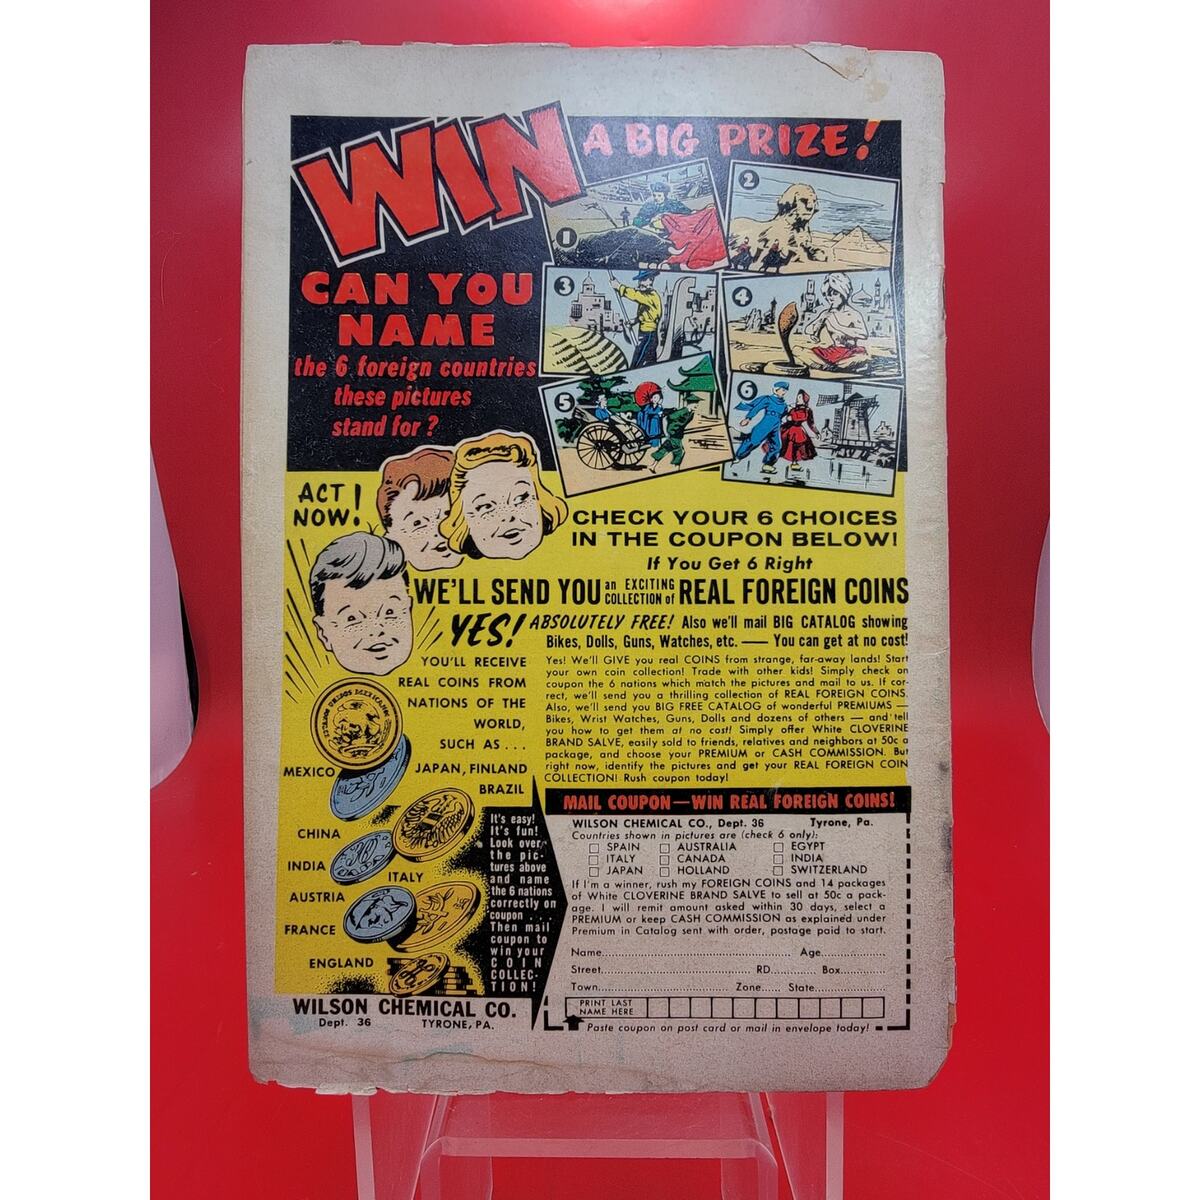 WIN
A BIG PRIZE!
1
2
3
4
5
6
CAN YOU
NAME
the 6 foreign countries
these pictures
stand for?
ACT
NOW!
CHECK YOUR 6 CHOICES
IN THE COUPON BELOW!
If You Get 6 Right
WE'LL SEND YOU an EXCITING COLLECTION of REAL FOREIGN COINS
YES! ABSOLUTELY FREE! Also we'll mail BIG CATALOG showing
Bikes, Dolls, Guns, Watches, etc. — You can get at no cost!
YOU'LL RECEIVE
REAL COINS FROM
NATIONS OF THE
WORLD,
SUCH AS...
JAPAN, FINLAND
BRAZIL
ESTADOS UNIDOS MEXICANOS
MEXICO
CHINA
INDIA
ITALY
AUSTRIA
FRANCE
ENGLAND
Yes! We'll GIVE you real COINS from strange, far-away lands! Start
your own coin collection! Trade with other kids! Simply check on
coupon the 6 nations which match the pictures and mail to us. If cor-
rect, we'll send you a thrilling collection of REAL FOREIGN COINS.
Also, we'll send you BIG FREE CATALOG of wonderful PREMIUMS —
Bikes, Wrist Watches, Guns, Dolls and dozens of others — and tell
you how to get them at no cost! Simply offer White CLOVERINE
BRAND SALVE, easily sold to friends, relatives and neighbors at 50c a
package, and choose your PREMIUM or CASH COMMISSION. But
right now, identify the pictures and get your REAL FOREIGN COIN
COLLECTION! Rush coupon today!
It's easy!
It's fun!
Look over
the pic-
tures above
and name
the 6 nations
correctly on
coupon...
Then mail
coupon to
win your
COIN
COLLEC-
TION!
WILSON CHEMICAL CO.
Dept. 36 TYRONE, PA.
MAIL COUPON—WIN REAL FOREIGN COINS!
WILSON CHEMICAL CO., Dept. 36 Tyrone, Pa.
Countries shown in pictures are (check 6 only):
SPAIN AUSTRALIA EGYPT
ITALY CANADA INDIA
JAPAN HOLLAND SWITZERLAND
If I'm a winner, rush my FOREIGN COINS and 14 packages
of White CLOVERINE BRAND SALVE to sell at 50c a pack-
age. I will remit amount asked within 30 days, select a
PREMIUM or keep CASH COMMISSION as explained under
Premium in Catalog sent with order, postage paid to start.
Name........ Age........
Street........ RD........ Box........
Town........ Zone..... State........
PRINT LAST
NAME HERE
Paste coupon on post card or mail in envelope today!